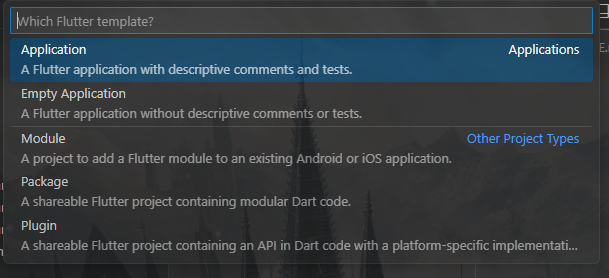 Which Flutter template?
Application Applications
A Flutter application with descriptive comments and tests.
Empty Application
A Flutter application without descriptive comments or tests.
Module Other Project Types
A project to add a Flutter module to an existing Android or iOS application.
Package
A shareable Flutter project containing modular Dart code.
Plugin
A shareable Flutter project containing an API in Dart code with a platform-specific implementati...